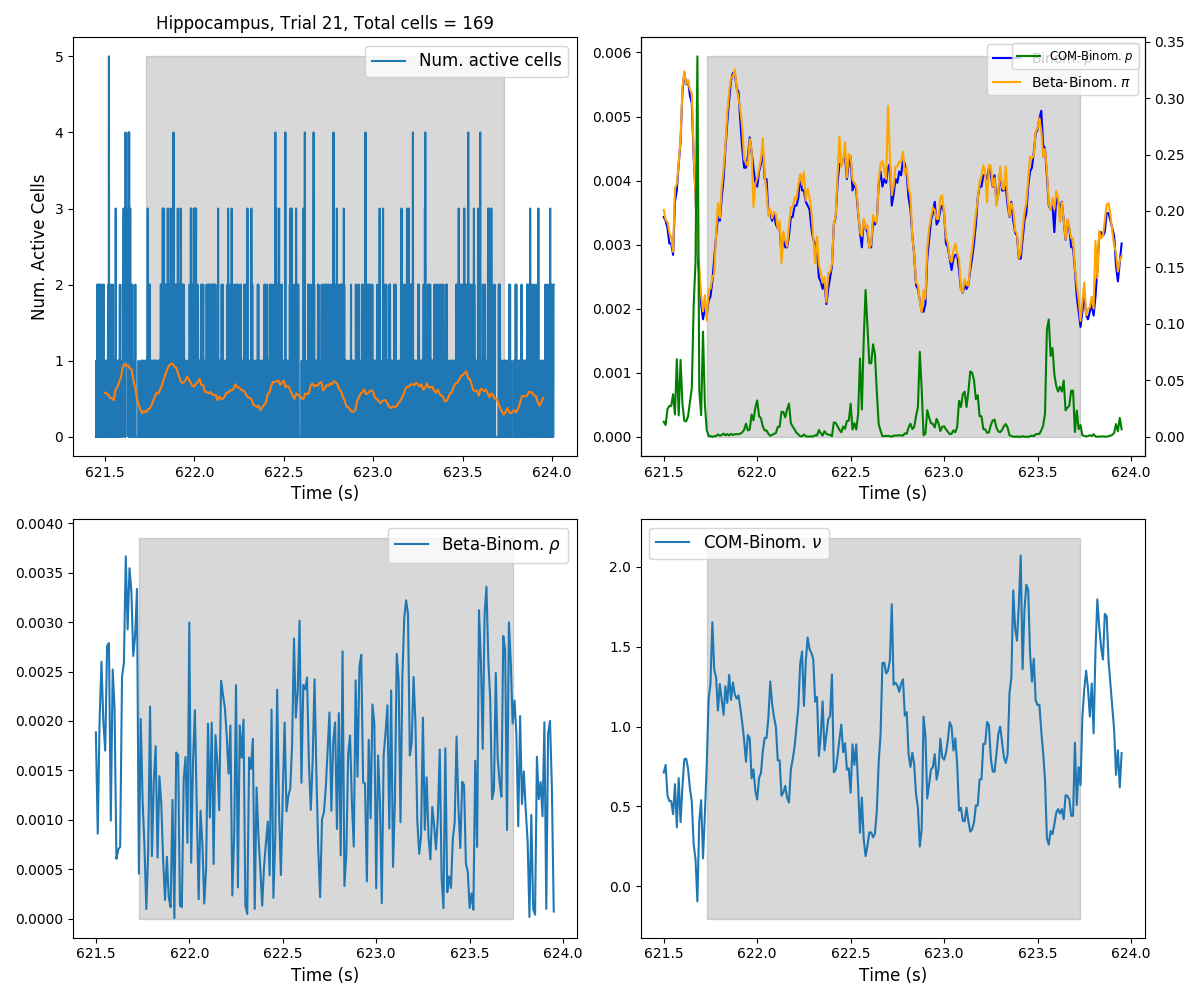 Hippocampus, Trial 21, Total cells = 169
Num. active cells
Num. Active Cells
5
4
3
2
1
0
621.5 622.0 622.5 623.0 623.5 624.0
Time (s)
COM-Binom. p
Beta-Binom. π
0.006
0.005
0.004
0.003
0.002
0.001
0.000
0.35
0.30
0.25
0.20
0.15
0.10
0.05
0.00
621.5 622.0 622.5 623.0 623.5 624.0
Time (s)
Beta-Binom. ρ
0.0040
0.0035
0.0030
0.0025
0.0020
0.0015
0.0010
0.0005
0.0000
621.5 622.0 622.5 623.0 623.5 624.0
Time (s)
COM-Binom. ν
2.0
1.5
1.0
0.5
0.0
621.5 622.0 622.5 623.0 623.5 624.0
Time (s)